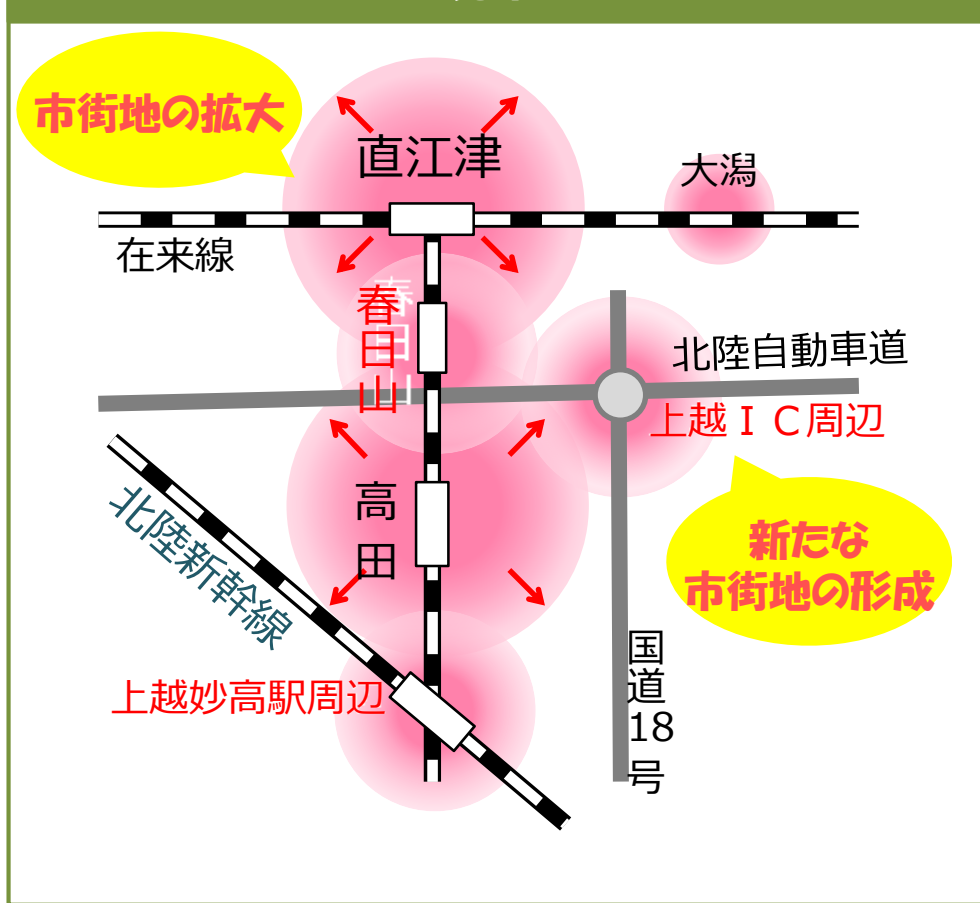 市街地の拡大
直江津
大潟
在来線
春日山
北陸自動車道
上越ＩＣ周辺
高田
北陸新幹線
新たな
市街地の形成
国道18号
上越妙高駅周辺